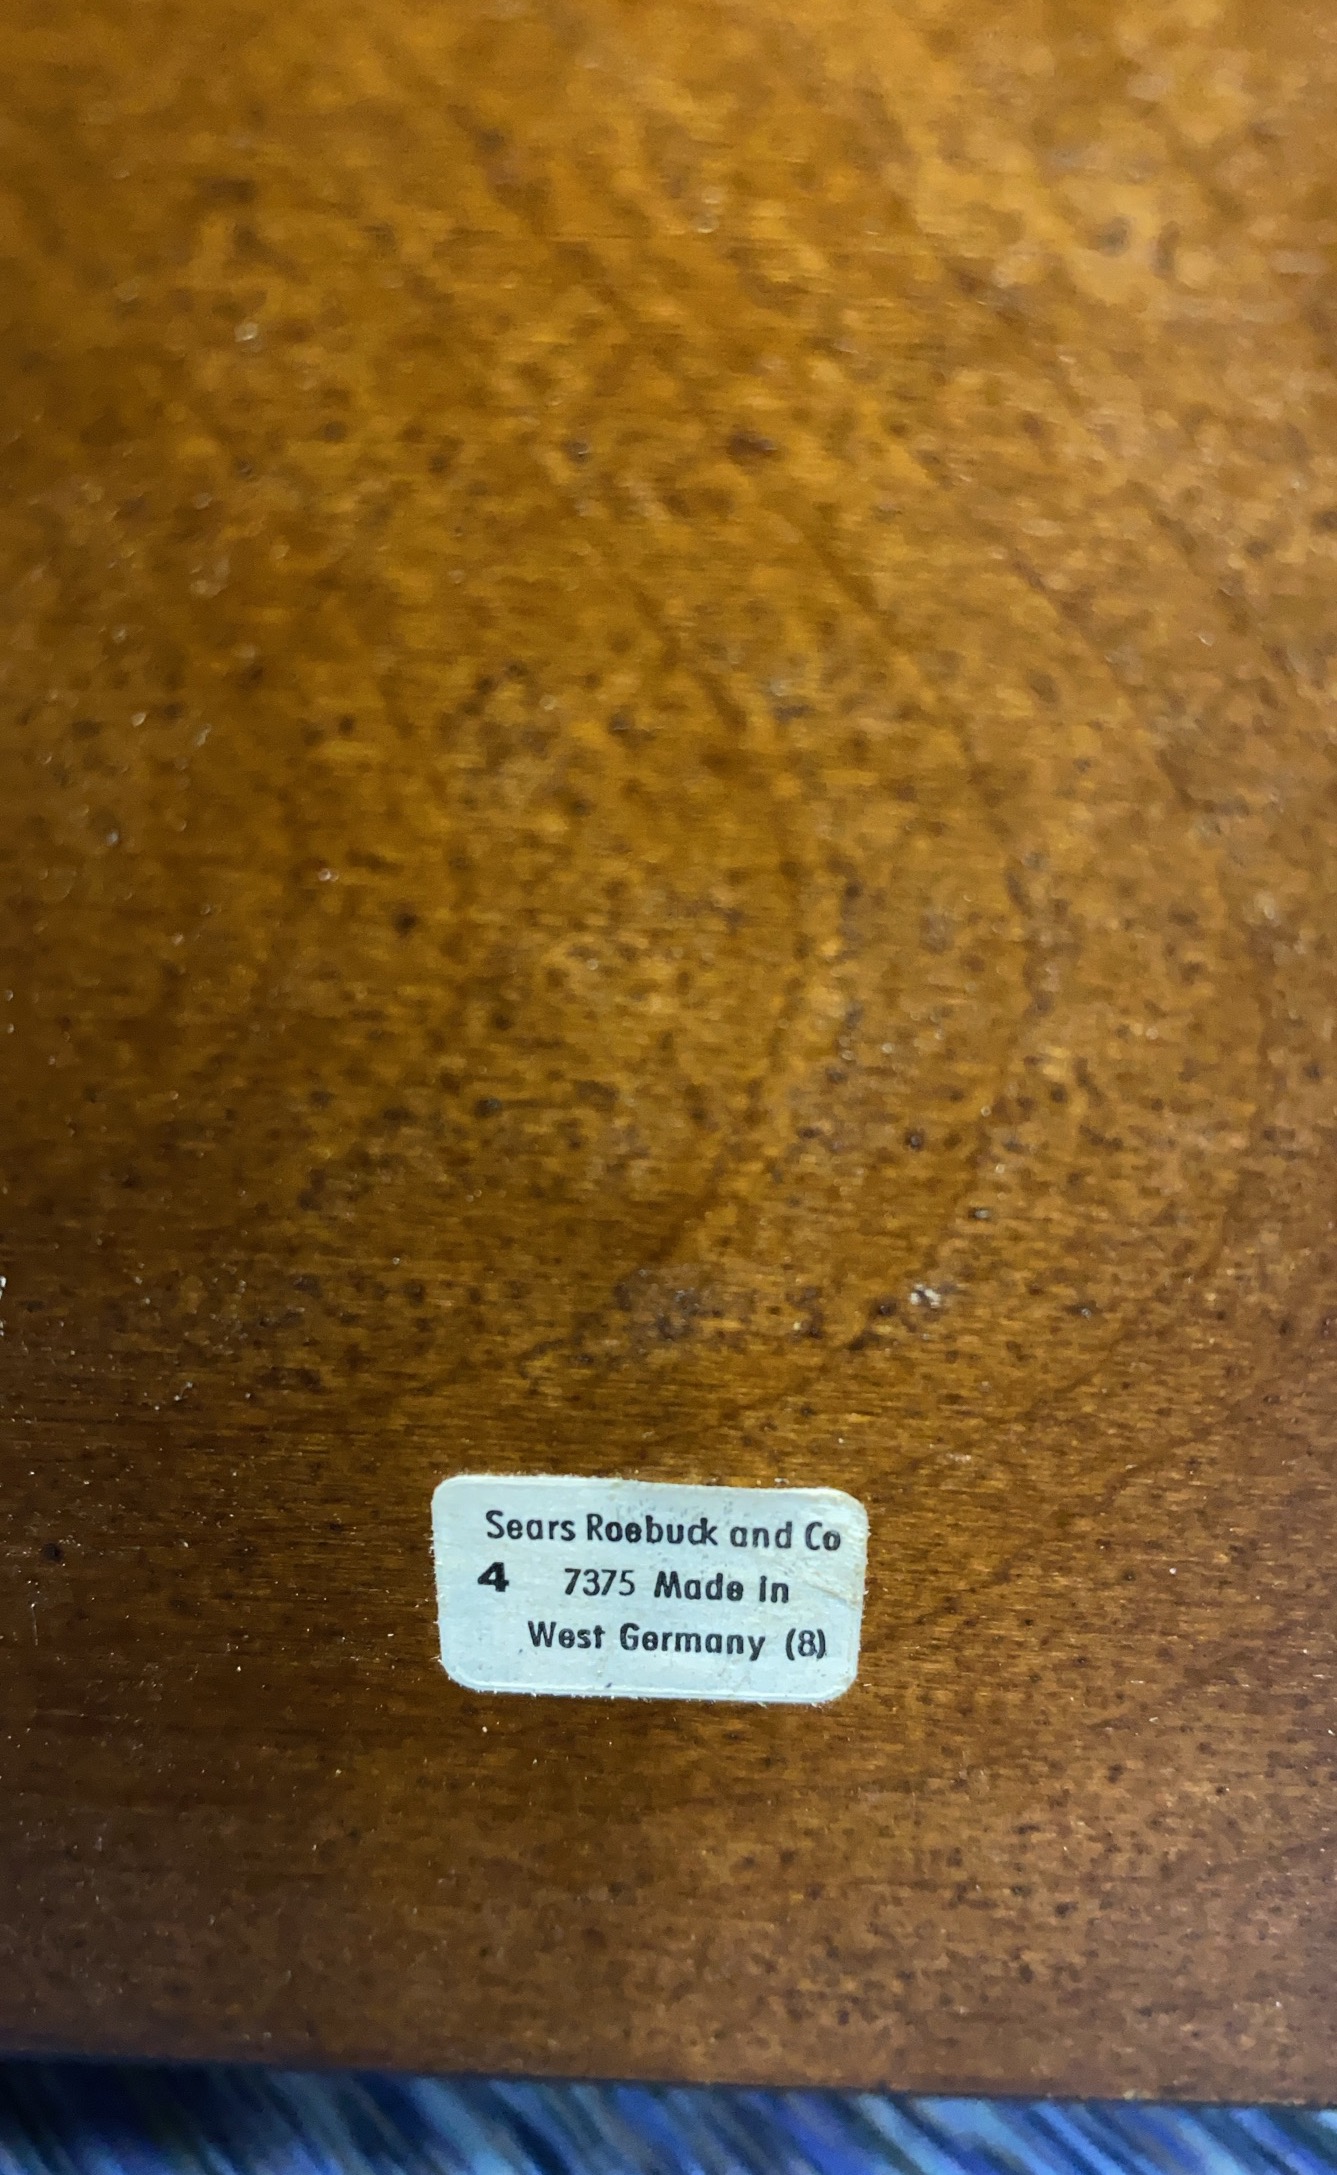 Sears Roebuck and Co
4 7375 Made in
West Germany (8)